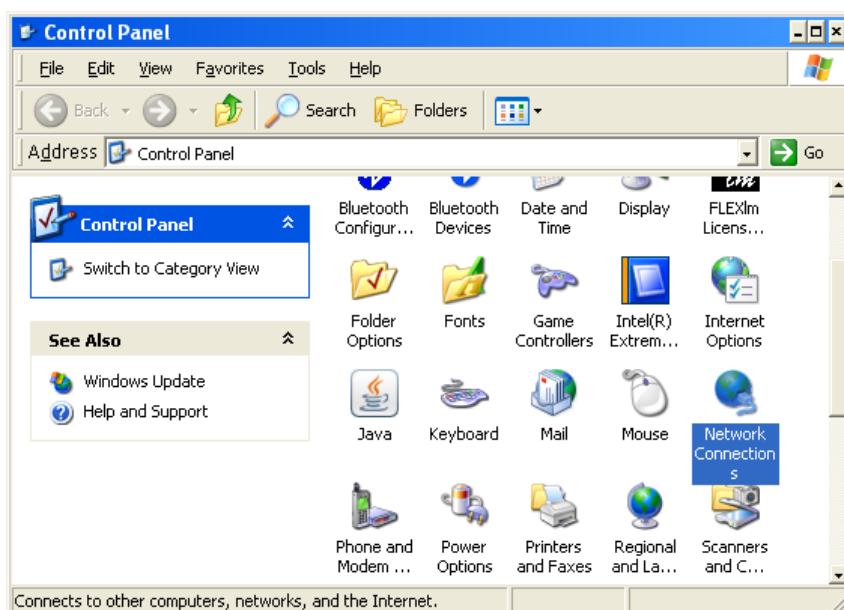 Control Panel
File Edit View Favorites Tools Help
Back Search Folders
Address Control Panel Go
Control Panel
Switch to Category View
See Also
Windows Update
Help and Support
Bluetooth Bluetooth Date and Display FLEXlm
Configur... Devices Time Licens...
Folder Fonts Game Intel(R) Internet
Options Controllers Extrem... Options
Java Keyboard Mail Mouse Network
Connection
s
Phone and Power Printers Regional Scanners
Modem ... Options and Faxes and La... and C...
Connects to other computers, networks, and the Internet.